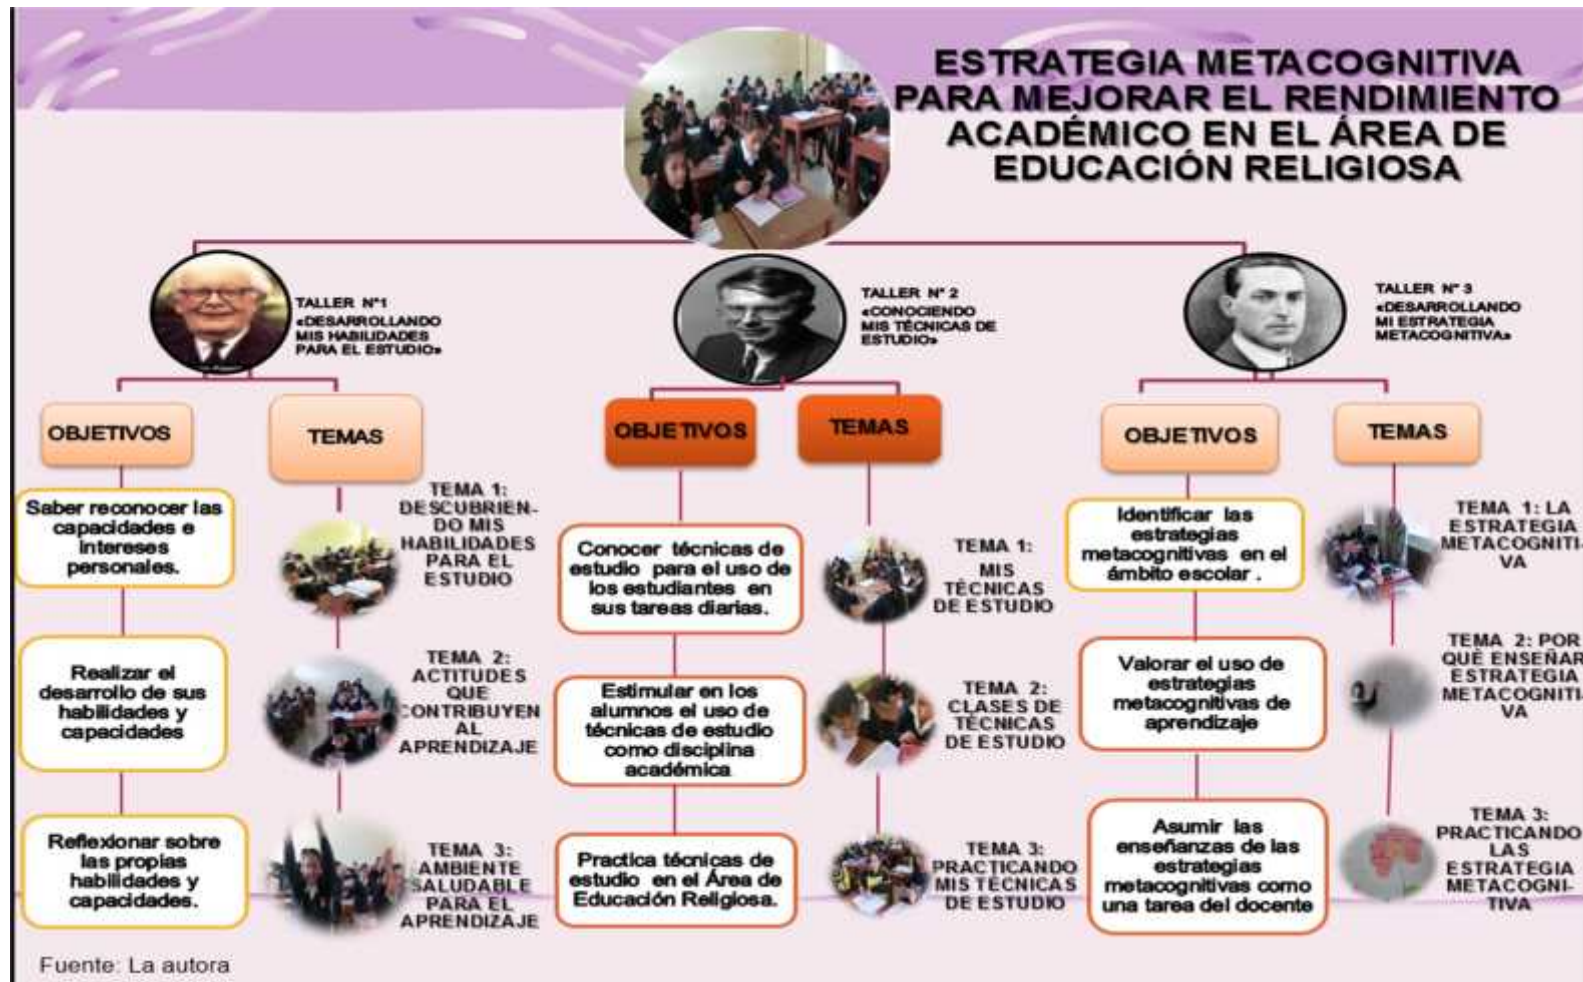 ESTRATEGIA METACOGNITIVA
PARA MEJORAR EL RENDIMIENTO
ACADÉMICO EN EL ÁREA DE
EDUCACIÓN RELIGIOSA
TALLER N°1
«DESARROLLANDO
MIS HABILIDADES
PARA EL ESTUDIO»
OBJETIVOS
Saber reconocer las
capacidades e
intereses
personales.
Realizar el
desarrollo de sus
habilidades y
capacidades
Reflexionar sobre
las propias
habilidades y
capacidades.
TEMAS
TEMA 1:
DESCUBRIEN-
DO MIS
HABILIDADES
PARA EL
ESTUDIO
TEMA 2:
ACTITUDES
QUE
CONTRIBUYEN
AL
APRENDIZAJE
TEMA 3:
AMBIENTE
SALUDABLE
PARA EL
APRENDIZAJE
TALLER N° 2
«CONOCIENDO
MIS TÉCNICAS DE
ESTUDIO»
OBJETIVOS
Conocer técnicas de
estudio para el uso de
los estudiantes en
sus tareas diarias.
Estimular en los
alumnos el uso de
técnicas de estudio
como disciplina
académica
Practica técnicas de
estudio en el Área de
Educación Religiosa.
TEMAS
TEMA 1:
MIS
TÉCNICAS
DE ESTUDIO
TEMA 2:
CLASES DE
TÉCNICAS
DE ESTUDIO
TEMA 3:
PRACTICANDO
MIS TÉCNICAS
DE ESTUDIO
TALLER N° 3
«DESARROLLANDO
MI ESTRATEGIA
METACOGNITIVA»
OBJETIVOS
Identificar las
estrategias
metacognitivas en el
ámbito escolar .
Valorar el uso de
estrategias
metacognitivas de
aprendizaje
Asumir las
enseñanzas de las
estrategias
metacognitivas como
una tarea del docente
TEMAS
TEMA 1: LA
ESTRATEGIA
METACOGNITI-
VA
TEMA 2: POR
QUÉ ENSEÑAR
ESTRATEGIA
METACOGNITI-
VA
TEMA 3:
PRACTICANDO
LAS
ESTRATEGIA
METACOGNI-
TIVA
Fuente: La autora